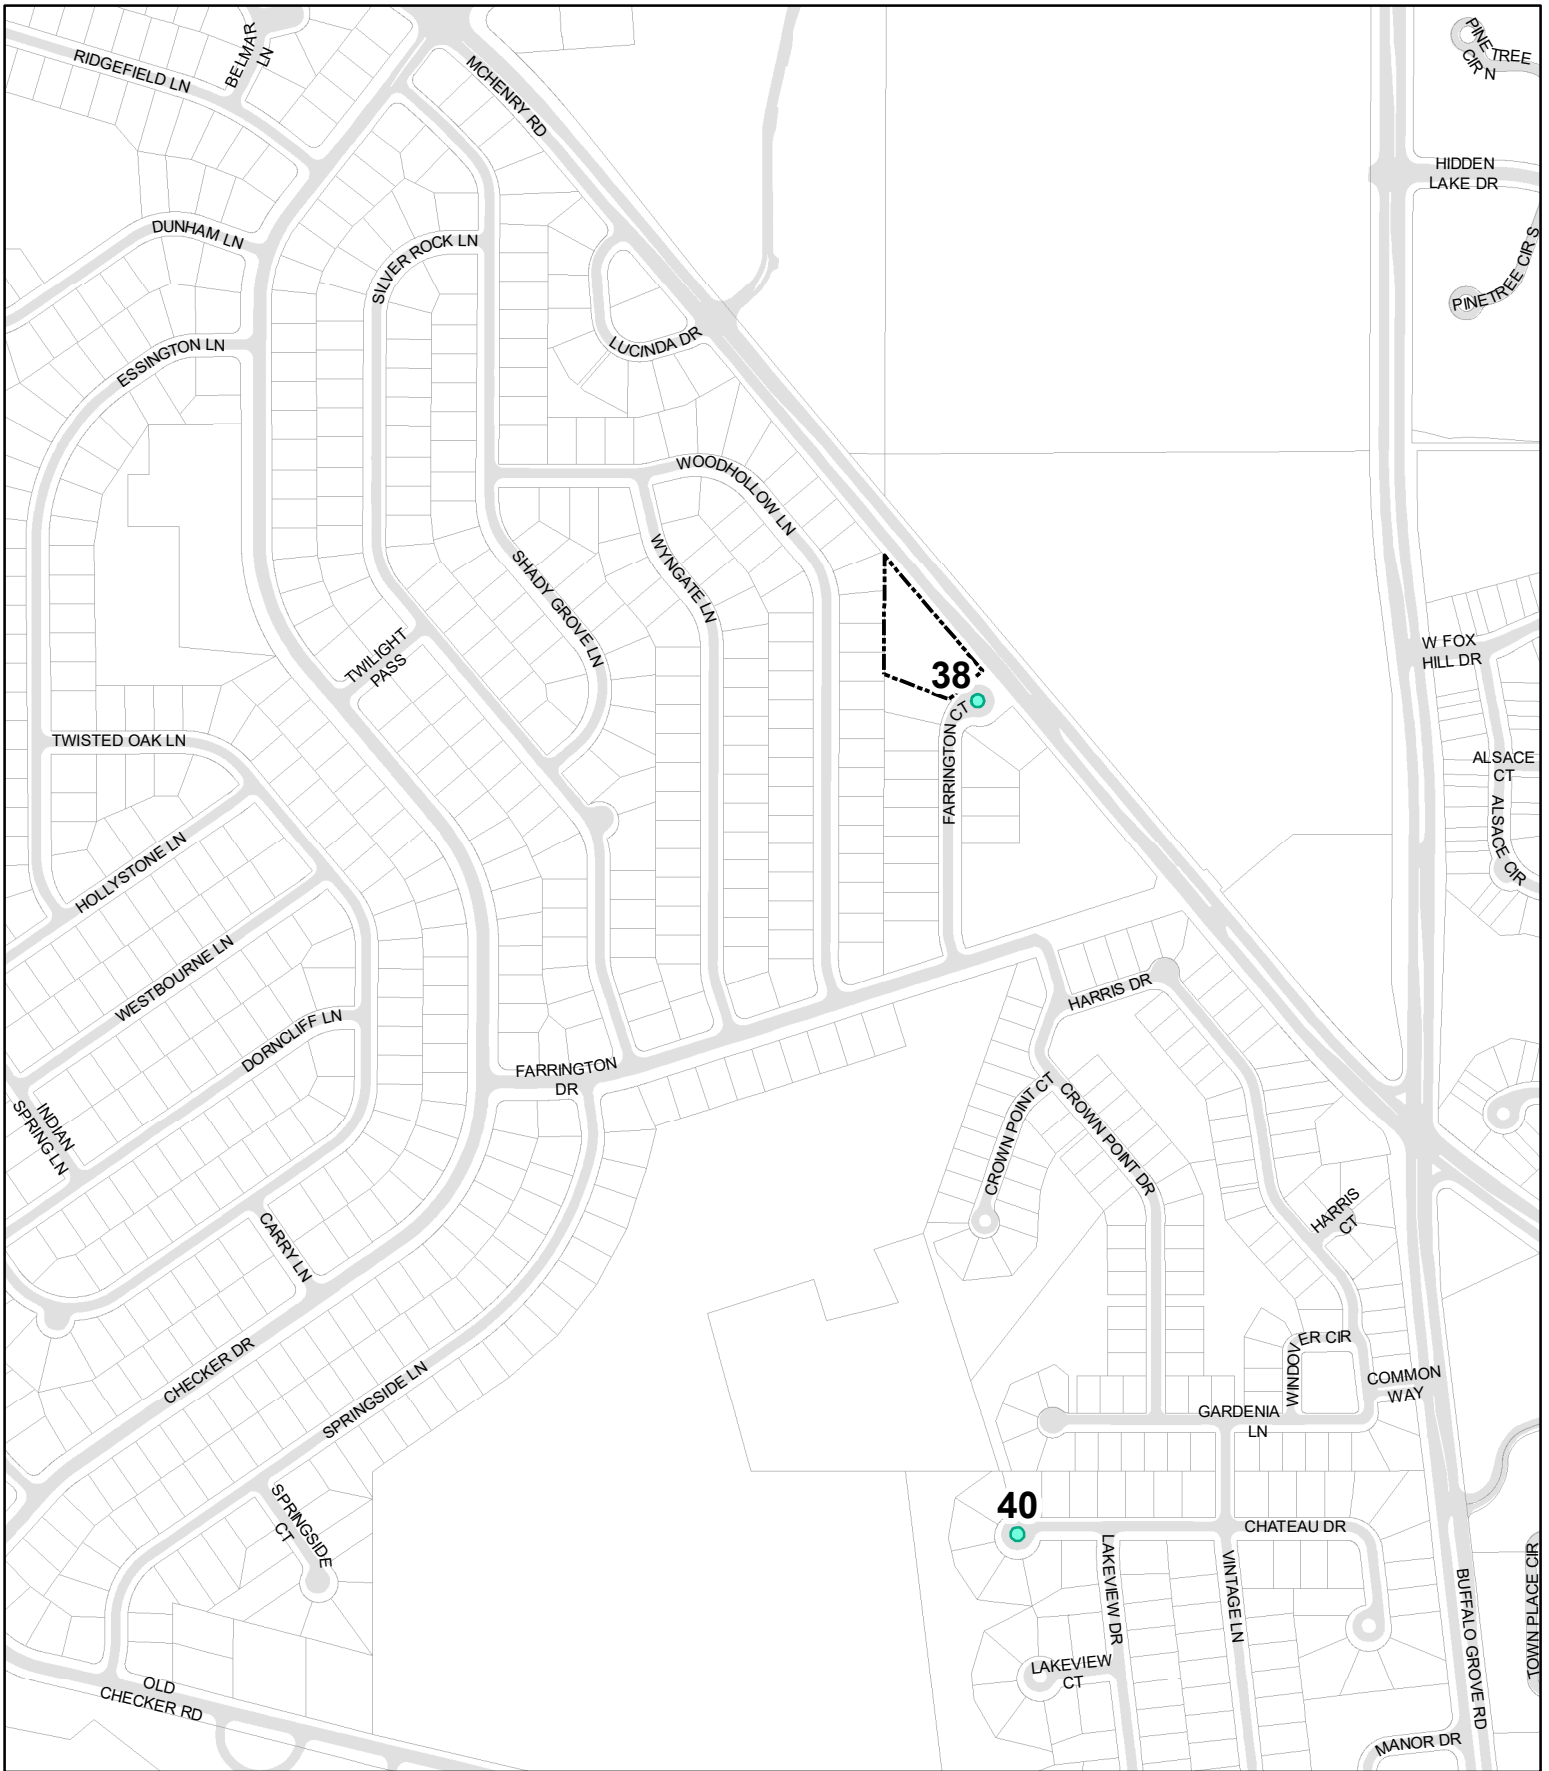 PINE TREE
CIR N
BELMAR
LN
RIDGEFIELD LN
MCHENRY RD
HIDDEN
LAKE DR
DUNHAM LN
SILVER ROCK LN
PINETREE CIR S
ESSINGTON LN
LUCINDA DR
WOODHOLLOW LN
WYNGATE LN
SHADY GROVE LN
TWILIGHT
PASS
W FOX
HILL DR
38
FARRINGTON CT
TWISTED OAK LN
ALSACE
CT
ALSACE CIR
HOLLYSTONE LN
WESTBOURNE LN
HARRIS DR
DORNCLIFF LN
FARRINGTON
DR
INDIAN
SPRING LN
CROWN POINT CT
CROWN POINT DR
HARRIS
CT
CARRY LN
CHECKER DR
WINDOVER CIR
COMMON
WAY
SPRINGSIDE LN
GARDENIA
LN
SPRINGSIDE
CT
40
CHATEAU DR
LAKEVIEW DR
VINTAGE LN
BUFFALO GROVE RD
TOWN PLACE CIR
LAKEVIEW
CT
OLD
CHECKER RD
MANOR DR